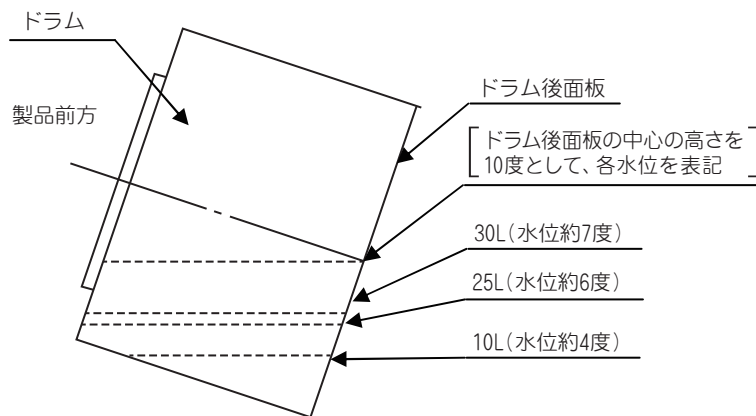 ドラム
製品前方
ドラム後面板
ドラム後面板の中心の高さを
10度として、各水位を表記
30L(水位約7度)
25L(水位約6度)
10L(水位約4度)